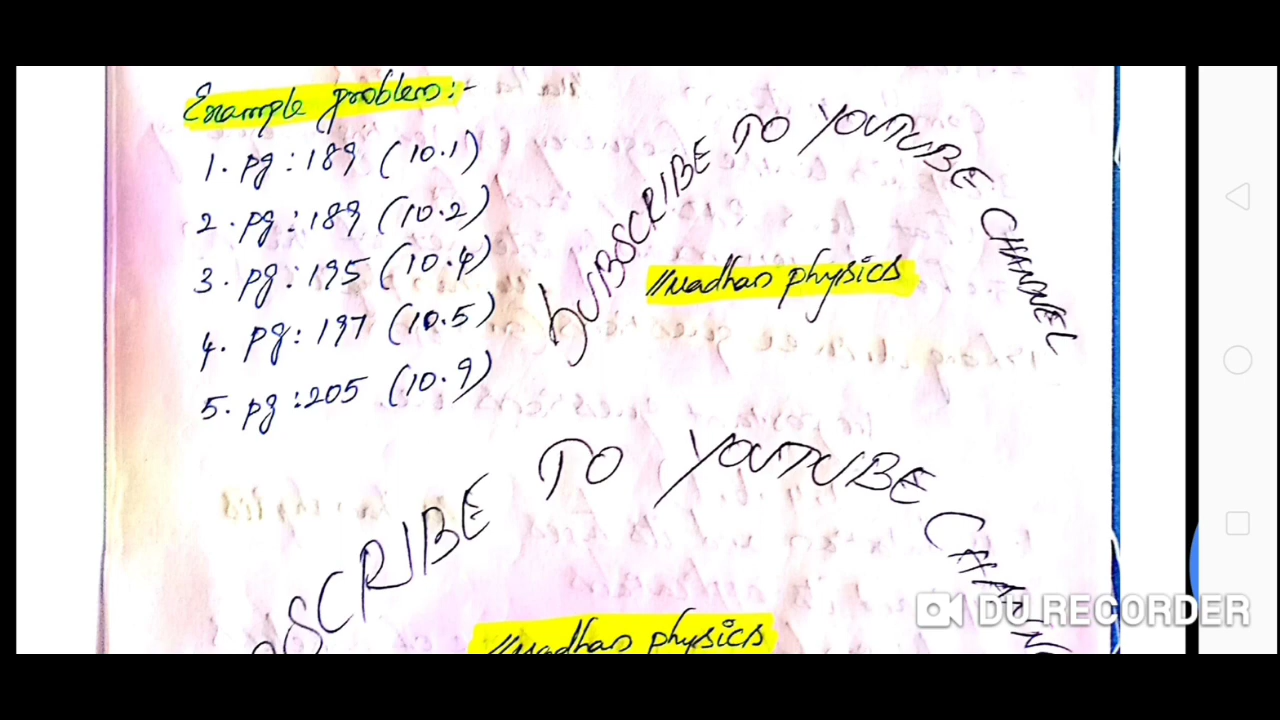 Example problem:-
1. pg: 189 (10.1)
2. pg: 189 (10.2)
3. pg: 195 (10.4)
4. pg: 197 (10.5)
5. pg: 205 (10.9)
SUBSCRIBE TO YOUTUBE CHANNEL
Madhan physics
BSCRIBE TO YOUTUBE CHANNE
Madhan physics
DU RECORDER